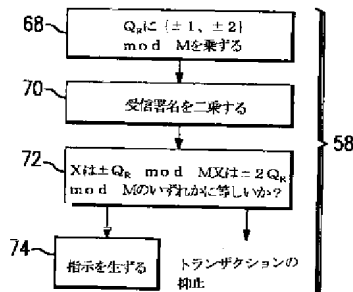 68
Q_Rに{±1、±2}
mod Mを乗ずる
70
受信署名を二乗する
58
72
Xは±Q_R mod M又は±2Q_R
mod Mのいずれかに等しいか?
74
指示を生ずる
トランザクションの
抑止